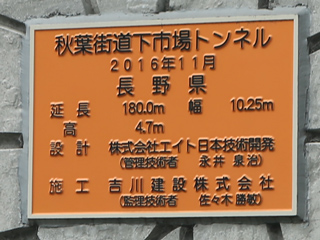 秋葉街道下市場トンネル
2016年11月
長野県
延長 180.0m 幅 10.25m
高 4.7m
設計 株式会社エイト日本技術開発
(管理技術者 永井泉治)
施工 吉川建設株式会社
(監理技術者 佐々木勝敏)